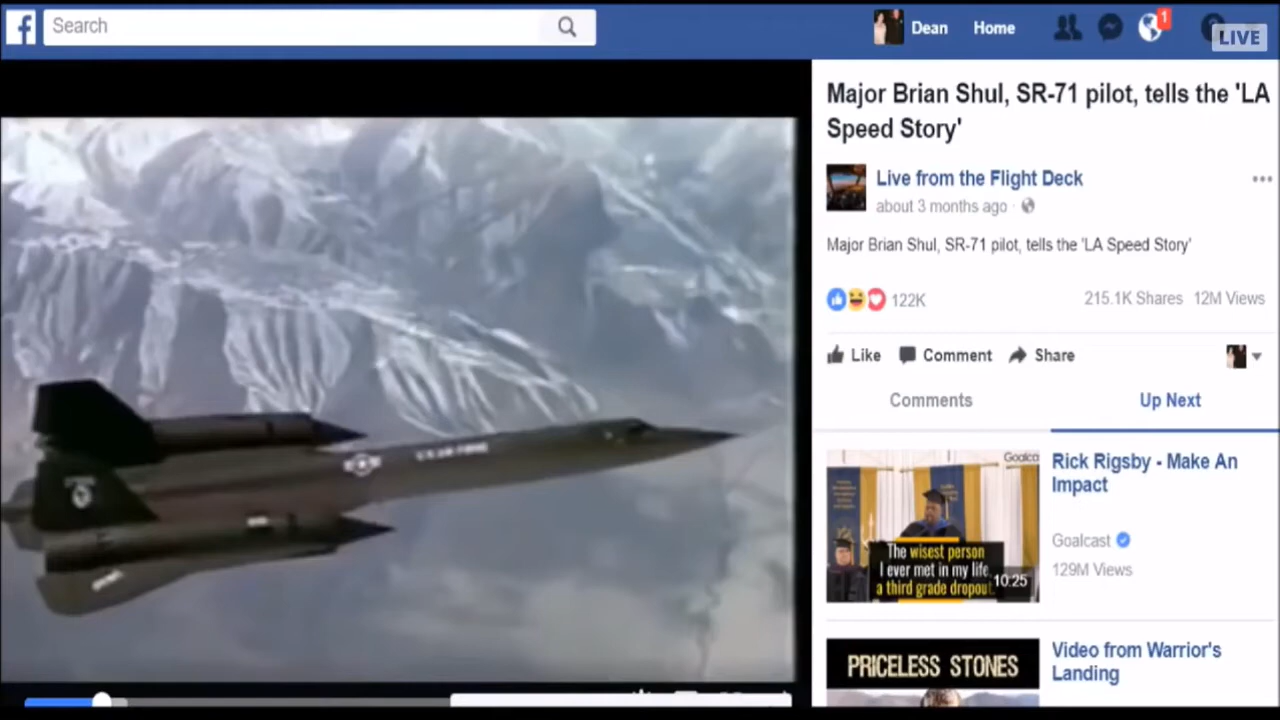 Search
Dean
Home
1
LIVE
Major Brian Shul, SR-71 pilot, tells the 'LA
Speed Story'
Live from the Flight Deck
about 3 months ago
Major Brian Shul, SR-71 pilot, tells the 'LA Speed Story'
122K
215.1K Shares 12M Views
Like
Comment
Share
Comments
Up Next
Goalca
The wisest person
I ever met in my life,
a third grade dropout.
10:25
Rick Rigsby - Make An
Impact
Goalcast
129M Views
PRICELESS STONES
Video from Warrior's
Landing
U.S. AIR FORCE